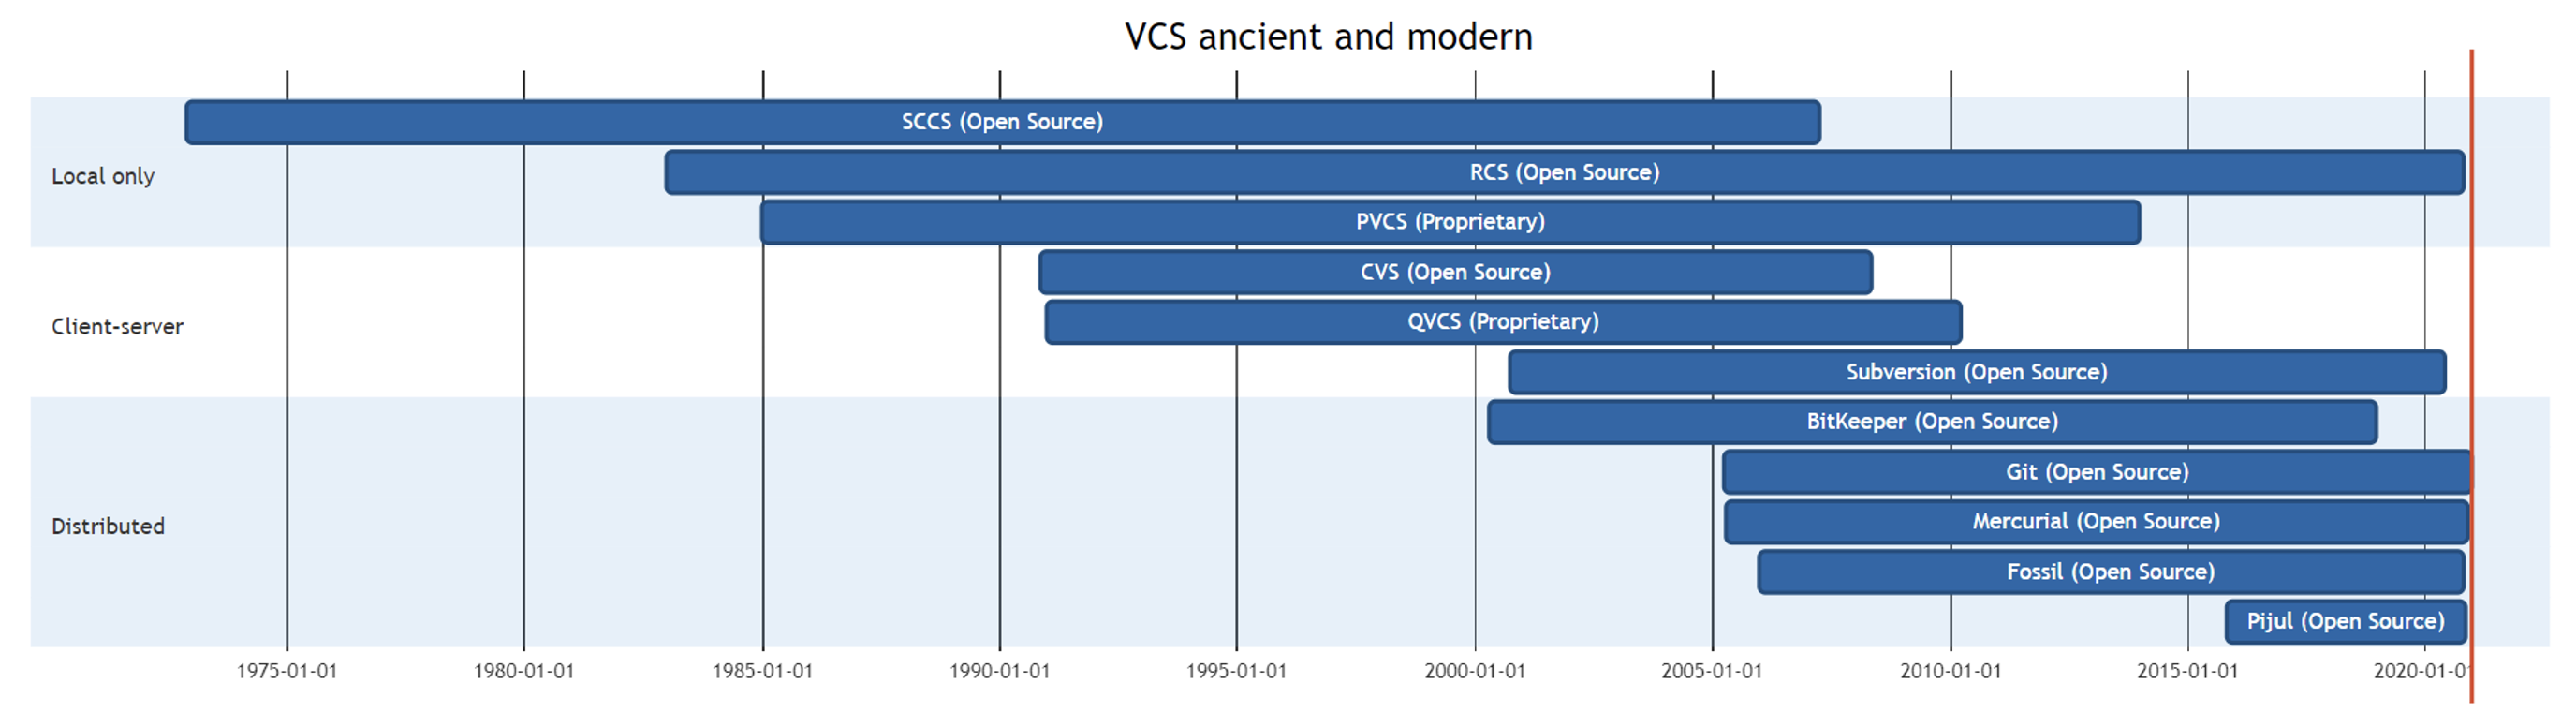 VCS ancient and modern
Local only
SCCS (Open Source)
RCS (Open Source)
PVCS (Proprietary)
Client-server
CVS (Open Source)
QVCS (Proprietary)
Subversion (Open Source)
Distributed
BitKeeper (Open Source)
Git (Open Source)
Mercurial (Open Source)
Fossil (Open Source)
Pijul (Open Source)
1975-01-01 1980-01-01 1985-01-01 1990-01-01 1995-01-01 2000-01-01 2005-01-01 2010-01-01 2015-01-01 2020-01-01